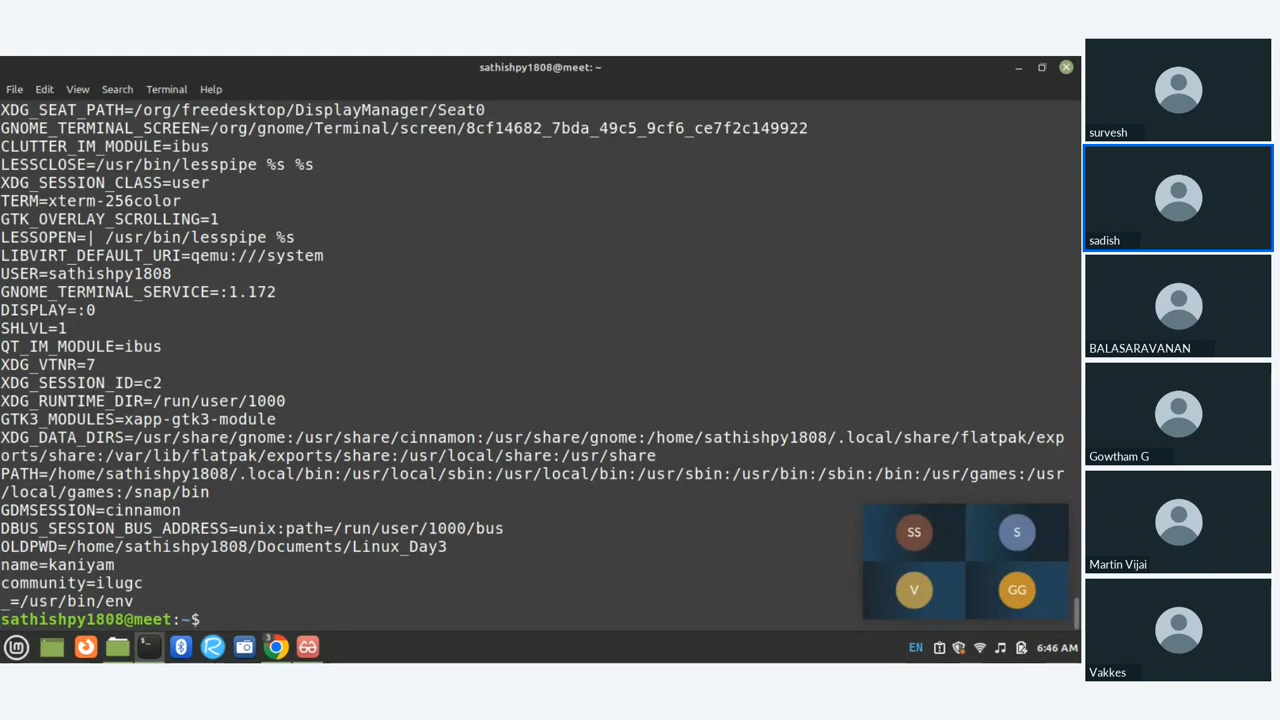 sathishpy1808@meet: ~
File Edit View Search Terminal Help
XDG_SEAT_PATH=/org/freedesktop/DisplayManager/Seat0
GNOME_TERMINAL_SCREEN=/org/gnome/Terminal/screen/8cf14682_7bda_49c5_9cf6_ce7f2c149922
CLUTTER_IM_MODULE=ibus
LESSCLOSE=/usr/bin/lesspipe %s %s
XDG_SESSION_CLASS=user
TERM=xterm-256color
GTK_OVERLAY_SCROLLING=1
LESSOPEN=| /usr/bin/lesspipe %s
LIBVIRT_DEFAULT_URI=qemu:///system
USER=sathishpy1808
GNOME_TERMINAL_SERVICE=:1.172
DISPLAY=:0
SHLVL=1
QT_IM_MODULE=ibus
XDG_VTNR=7
XDG_SESSION_ID=c2
XDG_RUNTIME_DIR=/run/user/1000
GTK3_MODULES=xapp-gtk3-module
XDG_DATA_DIRS=/usr/share/gnome:/usr/share/cinnamon:/usr/share/gnome:/home/sathishpy1808/.local/share/flatpak/exp
orts/share:/var/lib/flatpak/exports/share:/usr/local/share:/usr/share
PATH=/home/sathishpy1808/.local/bin:/usr/local/sbin:/usr/local/bin:/usr/sbin:/usr/bin:/sbin:/bin:/usr/games:/usr
/local/games:/snap/bin
GDMSESSION=cinnamon
DBUS_SESSION_BUS_ADDRESS=unix:path=/run/user/1000/bus
OLDPWD=/home/sathishpy1808/Documents/Linux_Day3
name=kaniyam
community=ilugc
_=/usr/bin/env
sathishpy1808@meet:~$
SS S
V GG
3
EN 6:46 AM
survesh
sadish
BALASARAVANAN
Gowtham G
Martin Vijai
Vakkes